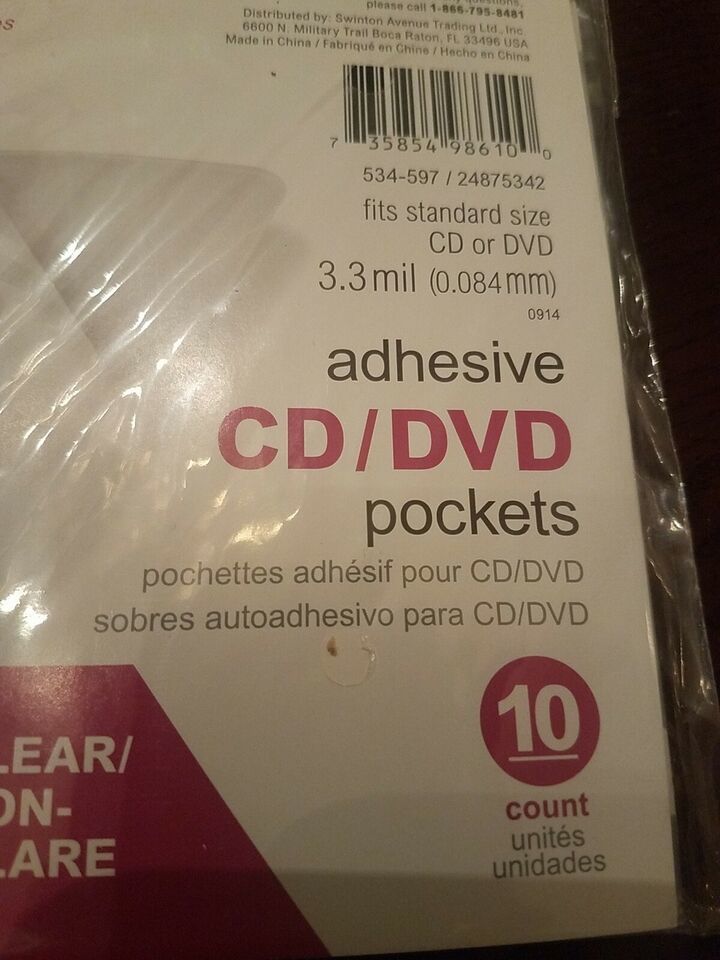 es
questions,
please call 1-866-795-8481
Distributed by: Swinton Avenue Trading Ltd., Inc.
6600 N. Military Trail Boca Raton, FL 33496 USA
Made in China / Fabriqué en Chine / Hecho en China
7 35854 98610 0
534-597 / 24875342
fits standard size
CD or DVD
3.3 mil (0.084 mm)
0914
adhesive
CD/DVD
pockets
pochettes adhésif pour CD/DVD
sobres autoadhesivo para CD/DVD
LEAR/
ON-
LARE
10
count
unités
unidades